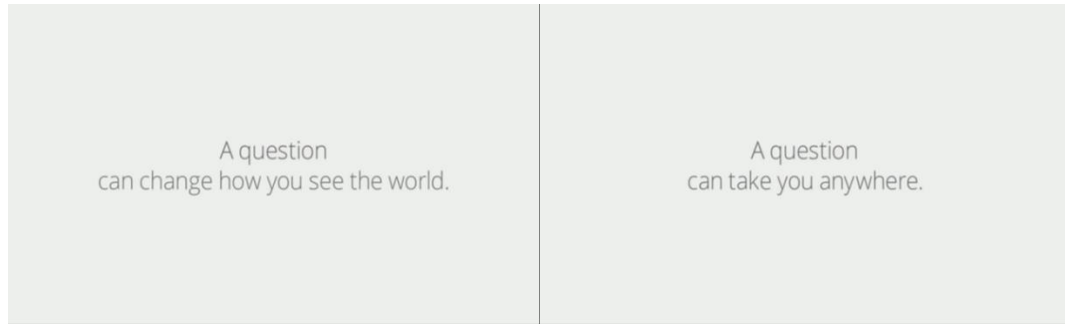 A question
can change how you see the world.
A question
can take you anywhere.